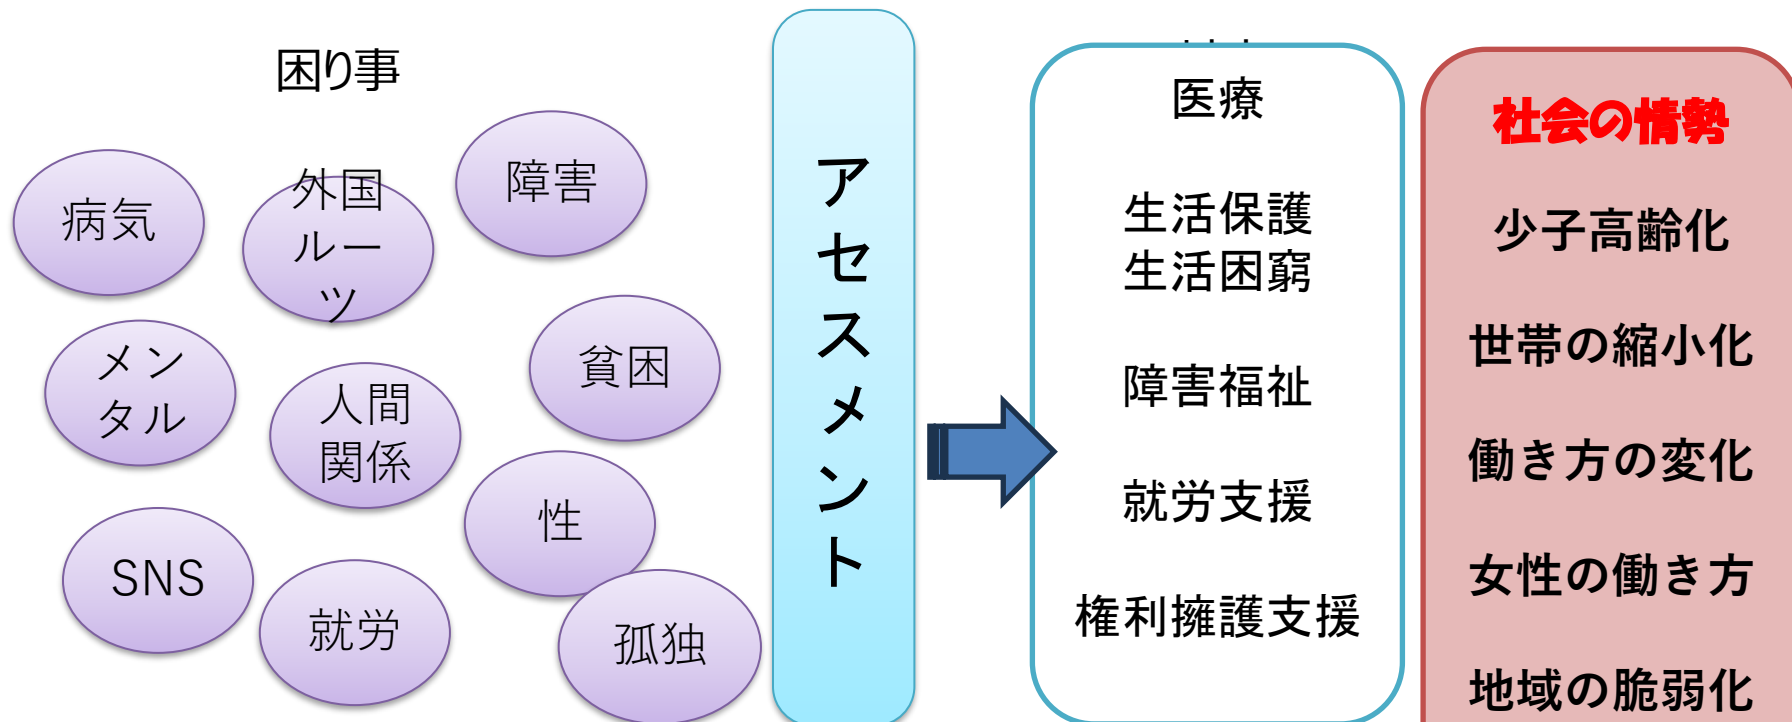 困り事
病気
外国
ルー
ツ
障害
メン
タル
人間
関係
貧困
性
SNS
就労
孤独
アセスメント
医療
生活保護
生活困窮
障害福祉
就労支援
権利擁護支援
社会の情勢
少子高齢化
世帯の縮小化
働き方の変化
女性の働き方
地域の脆弱化